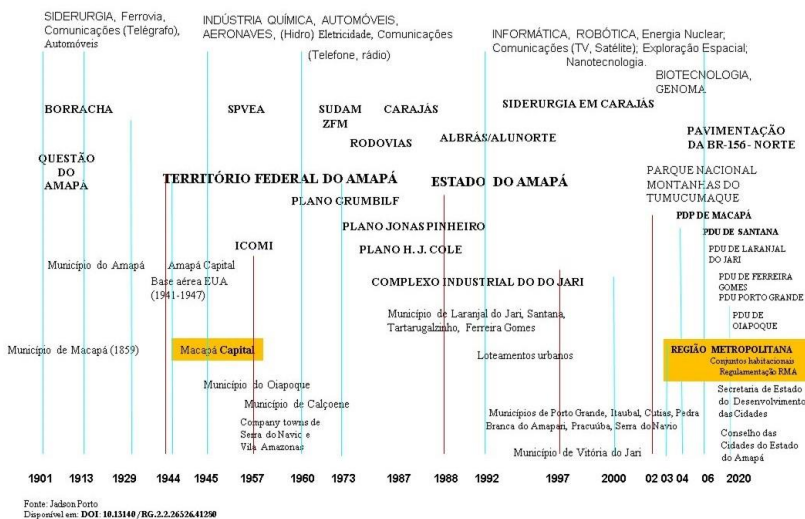 SIDERURGIA, Ferrovia,
Comunicações (Telégrafo),
Automóveis
INDÚSTRIA QUÍMICA, AUTOMÓVEIS,
AERONAVES, (Hidro) Eletricidade, Comunicações
(Telefone, rádio)
INFORMÁTICA, ROBÓTICA, Energia Nuclear;
Comunicações (TV, Satélite); Exploração Espacial;
Nanotecnologia.
BIOTECNOLOGIA,
GENOMA
BORRACHA
SPVEA
SUDAM
ZFM
CARAJÁS
SIDERURGIA EM CARAJÁS
RODOVIAS
ALBRÁS/ALUNORTE
PAVIMENTAÇÃO
DA BR-156 - NORTE
QUESTÃO
DO
AMAPÁ
TERRITÓRIO FEDERAL DO AMAPÁ
ESTADO DO AMAPÁ
PARQUE NACIONAL
MONTANHAS DO
TUMUCUMAQUE
PLANO GRUMBILF
PLANO JONAS PINHEIRO
PDP DE MACAPÁ
PDU DE SANTANA
ICOMI
PLANO H. J. COLE
PDU DE LARANJAL
DO JARI
Município do Amapá
Amapá Capital
Base aérea EUA
(1941-1947)
COMPLEXO INDUSTRIAL DO DO JARI
PDU DE FERREIRA
GOMES
PDU PORTO GRANDE
Município de Laranjal do Jari, Santana,
Tartarugalzinho, Ferreira Gomes
PDU DE
OIAPOQUE
Município de Macapá (1859)
Macapá Capital
Loteamentos urbanos
REGIÃO METROPOLITANA
Conjuntos habitacionais
Regulamentação RMA
Município do Oiapoque
Município de Calçoene
Company towns de
Serra do Navio e
Vila Amazonas
Municípios de Porto Grande, Itaubal, Cutias, Pedra
Branca do Amapari, Pracuúba, Serra do Navio
Município de Vitória do Jari
Secretaria de Estado
do Desenvolvimento
das Cidades
Conselho das
Cidades do Estado
do Amapá
1901 1913 1929 1944 1945 1957 1973 1987 1988 1992 1997 2000 02 03 04 06 2020
Fonte: Jadson Porto
Disponível em: DOI: 10.13140/RG.2.2.26526.41280